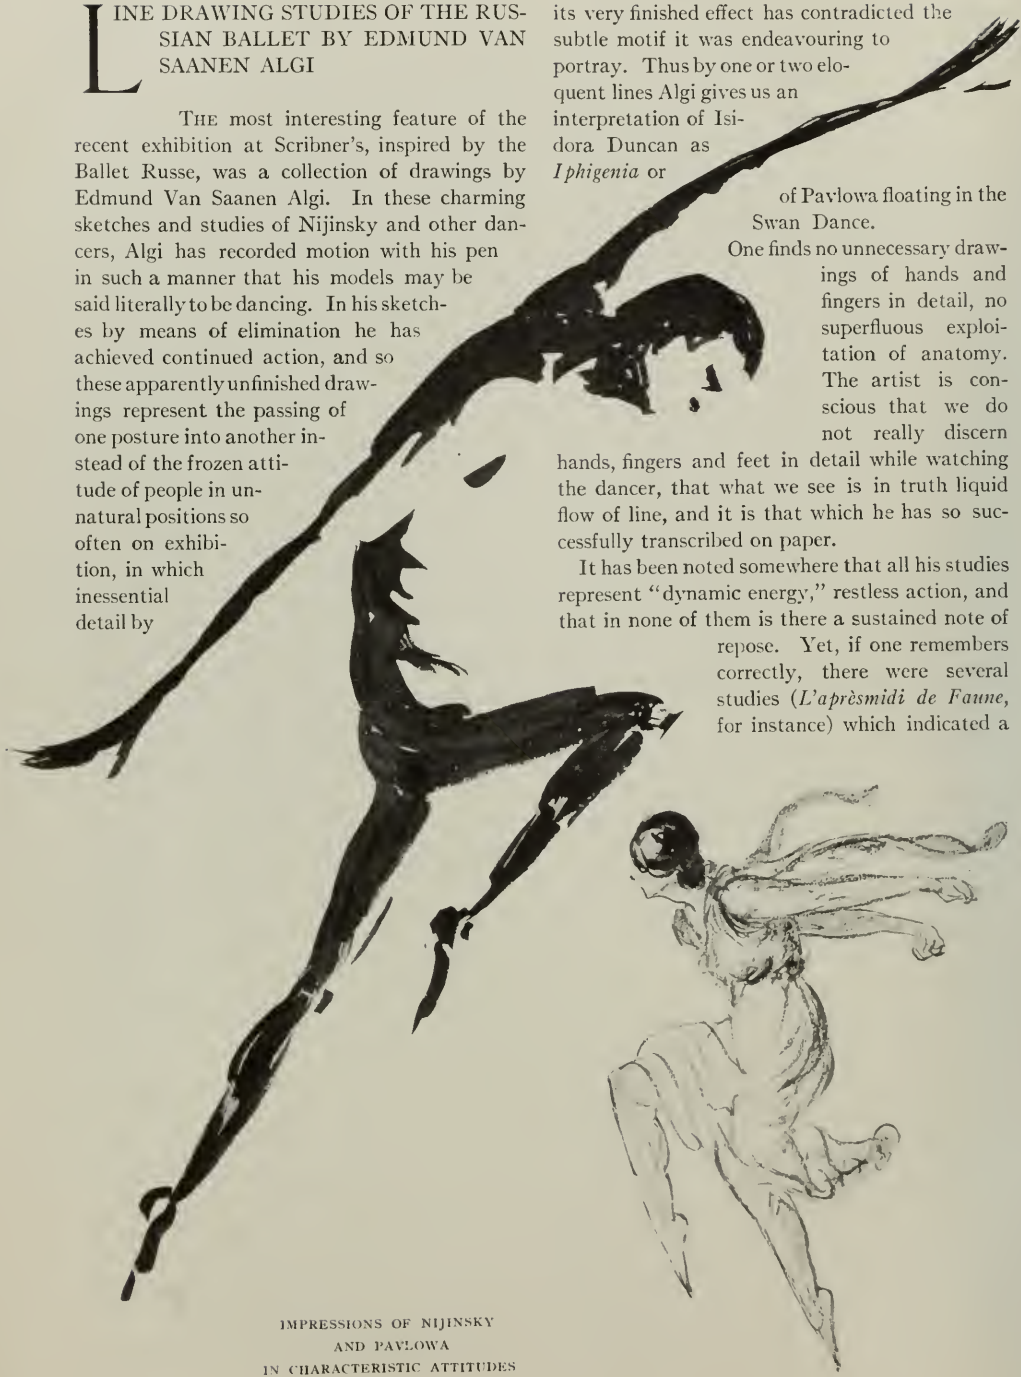 LINE DRAWING STUDIES OF THE RUS-
SIAN BALLET BY EDMUND VAN
SAANEN ALGI
THE most interesting feature of the
recent exhibition at Scribner's, inspired by the
Ballet Russe, was a collection of drawings by
Edmund Van Saanen Algi. In these charming
sketches and studies of Nijinsky and other dan-
cers, Algi has recorded motion with his pen
in such a manner that his models may be
said literally to be dancing. In his sketch-
es by means of elimination he has
achieved continued action, and so
these apparently unfinished draw-
ings represent the passing of
one posture into another in-
stead of the frozen atti-
tude of people in un-
natural positions so
often on exhibi-
tion, in which
inessential
detail by
its very finished effect has contradicted the
subtle motif it was endeavouring to
portray. Thus by one or two elo-
quent lines Algi gives us an
interpretation of Isi-
dora Duncan as
Iphigenia or
of Pavlowa floating in the
Swan Dance.
One finds no unnecessary draw-
ings of hands and
fingers in detail, no
superfluous exploi-
tation of anatomy.
The artist is con-
scious that we do
not really discern
hands, fingers and feet in detail while watching
the dancer, that what we see is in truth liquid
flow of line, and it is that which he has so suc-
cessfully transcribed on paper.
It has been noted somewhere that all his studies
represent "dynamic energy," restless action, and
that in none of them is there a sustained note of
repose. Yet, if one remembers
correctly, there were several
studies (L'aprèsmidi de Faune,
for instance) which indicated a
IMPRESSIONS OF NIJINSKY
AND PAVLOWA
IN CHARACTERISTIC ATTITUDES